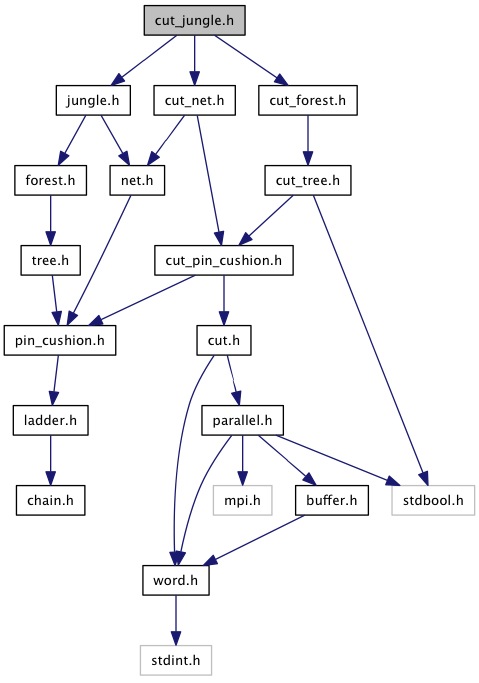 cut_jungle.h
jungle.h
cut_net.h
cut_forest.h
forest.h
net.h
cut_tree.h
tree.h
cut_pin_cushion.h
pin_cushion.h
cut.h
ladder.h
parallel.h
chain.h
mpi.h
buffer.h
stdbool.h
word.h
stdint.h